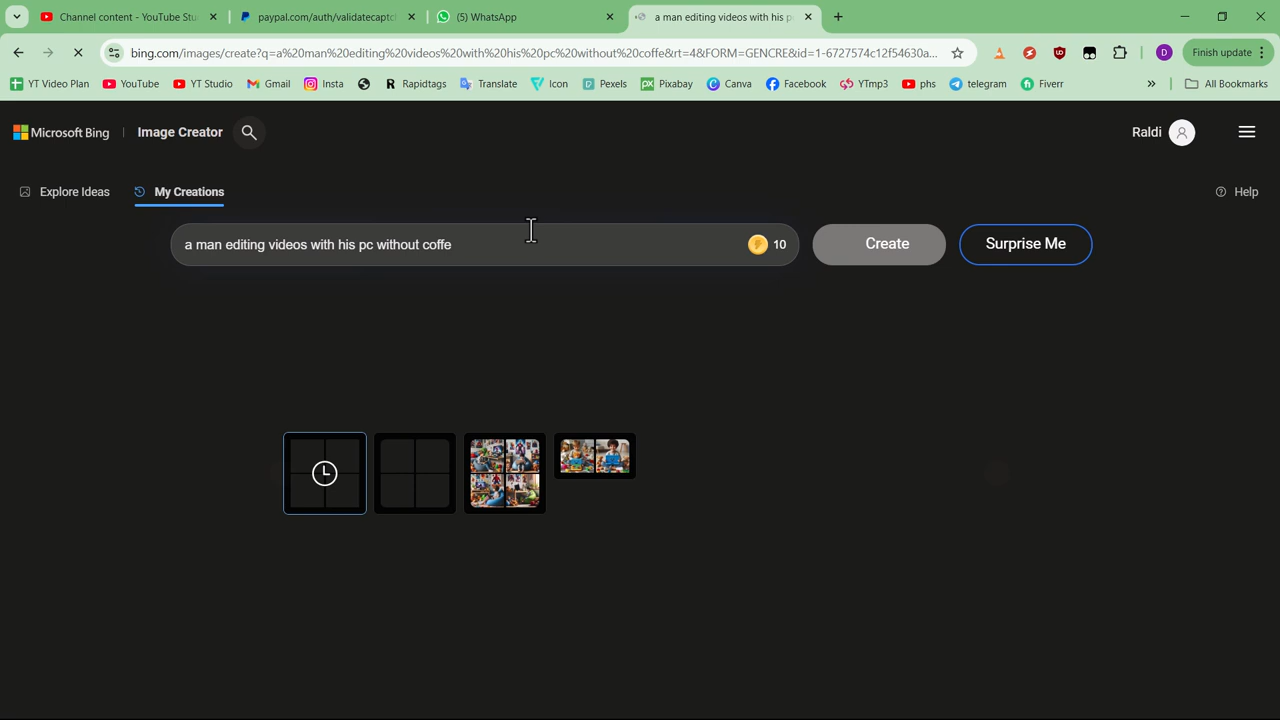 Channel content - YouTube Stu
paypal.com/auth/validatecaptc
(5) WhatsApp
a man editing videos with his p
bing.com/images/create?q=a%20man%20editing%20videos%20with%20his%20pc%20without%20coffe&rt=4&FORM=GENCRE&id=1-6727574c12f54630a...
D
Finish update
YT Video Plan
YouTube
YT Studio
Gmail
Insta
Rapidtags
Translate
Icon
Pexels
Pixabay
Canva
Facebook
YTmp3
phs
telegram
Fiverr
»
All Bookmarks
Microsoft Bing
Image Creator
Raldi
Explore Ideas
My Creations
Help
a man editing videos with his pc without coffe
10
Create
Surprise Me